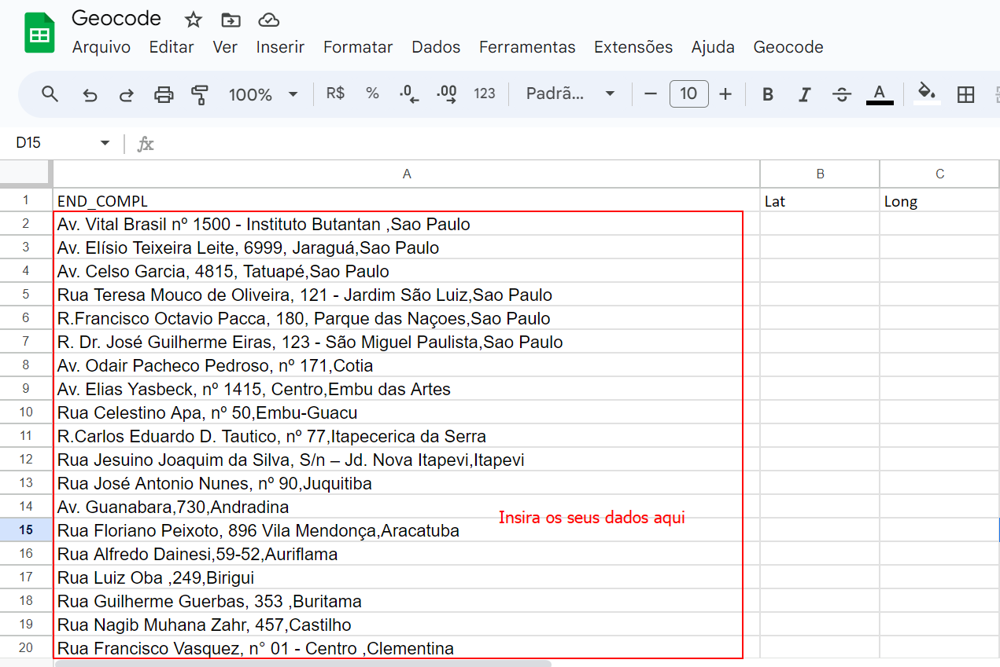 Geocode
Arquivo Editar Ver Inserir Formatar Dados Ferramentas Extensões Ajuda Geocode
100% R$ % .0 .00 123 Padrã... − 10 + B I S A
D15 fx
A B C
1 END_COMPL Lat Long
2 Av. Vital Brasil nº 1500 - Instituto Butantan ,Sao Paulo
3 Av. Elísio Teixeira Leite, 6999, Jaraguá,Sao Paulo
4 Av. Celso Garcia, 4815, Tatuapé,Sao Paulo
5 Rua Teresa Mouco de Oliveira, 121 - Jardim São Luiz,Sao Paulo
6 R.Francisco Octavio Pacca, 180, Parque das Naçoes,Sao Paulo
7 R. Dr. José Guilherme Eiras, 123 - São Miguel Paulista,Sao Paulo
8 Av. Odair Pacheco Pedroso, nº 171,Cotia
9 Av. Elias Yasbeck, nº 1415, Centro,Embu das Artes
10 Rua Celestino Apa, nº 50,Embu-Guacu
11 R.Carlos Eduardo D. Tautico, nº 77,Itapecerica da Serra
12 Rua Jesuino Joaquim da Silva, S/n – Jd. Nova Itapevi,Itapevi
13 Rua José Antonio Nunes, nº 90,Juquitiba
14 Av. Guanabara,730,Andradina
Insira os seus dados aqui
15 Rua Floriano Peixoto, 896 Vila Mendonça,Aracatuba
16 Rua Alfredo Dainesi,59-52,Auriflama
17 Rua Luiz Oba ,249,Birigui
18 Rua Guilherme Guerbas, 353 ,Buritama
19 Rua Nagib Muhana Zahr, 457,Castilho
20 Rua Francisco Vasquez, n° 01 - Centro ,Clementina